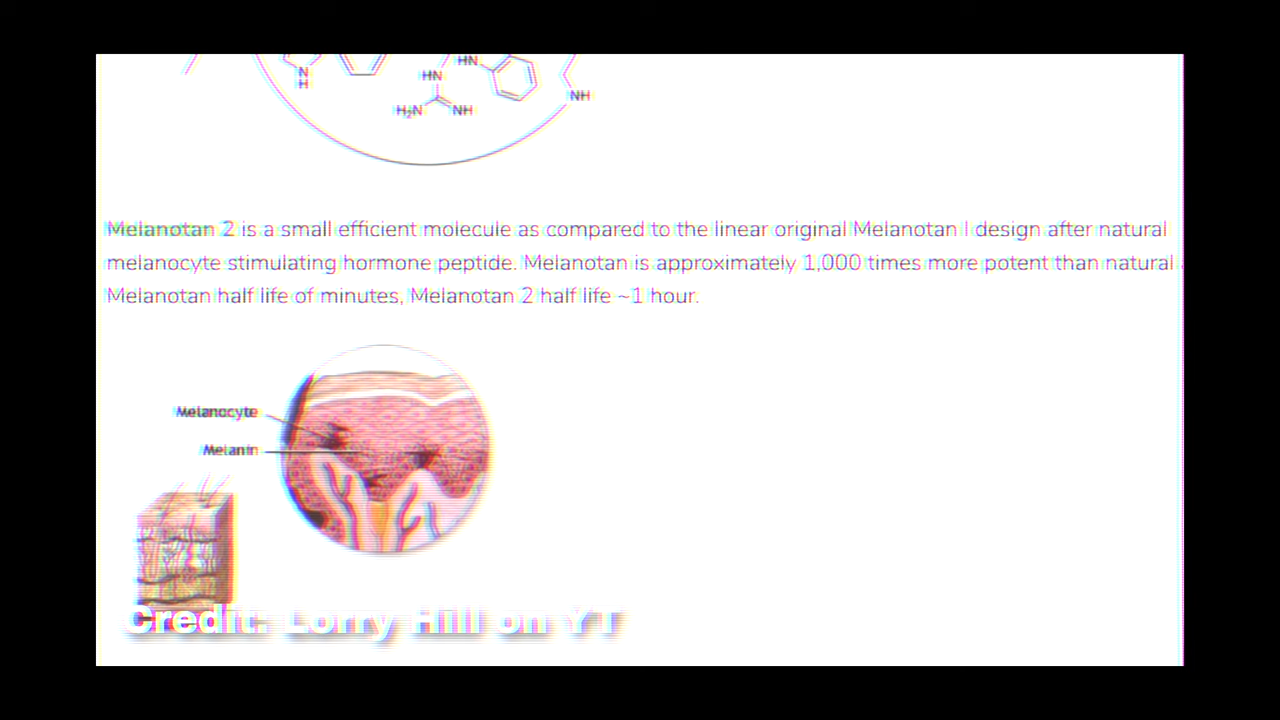 HN
N
H
HN
H₂N
NH
NH
Melanotan 2 is a small efficient molecule as compared to the linear original Melanotan I design after natural
melanocyte stimulating hormone peptide. Melanotan is approximately 1,000 times more potent than natural
Melanotan half life of minutes, Melanotan 2 half life ~1 hour.
Melanocyte
Melanin
Credit: Lorry Hill on YT